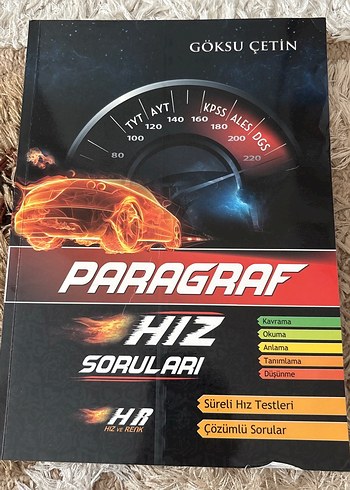 GÖKSU ÇETİN
TYT AYT KPSS ALES DGS
80 100 120 140 160 180 200 220
PARAGRAF
HIZ
SORULARI
Kavrama
Okuma
Anlama
Tanımlama
Düşünme
Süreli Hız Testleri
Çözümlü Sorular
HR
HIZ ve RENK